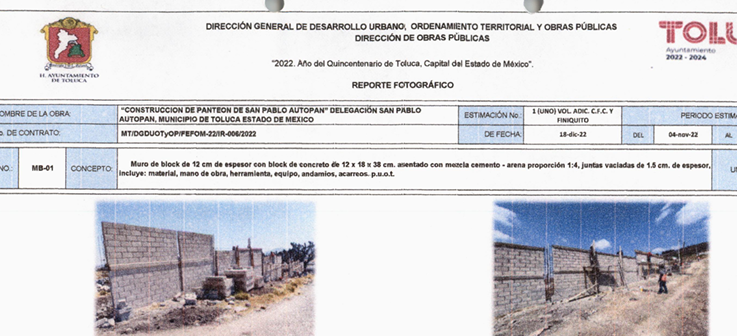 DIRECCIÓN GENERAL DE DESARROLLO URBANO, ORDENAMIENTO TERRITORIAL Y OBRAS PÚBLICAS
DIRECCIÓN DE OBRAS PÚBLICAS
TOLU
Ayuntamiento
2022 - 2024
H. AYUNTAMIENTO
DE TOLUCA
"2022. Año del Quincentenario de Toluca, Capital del Estado de México".
REPORTE FOTOGRÁFICO
OMBRE DE LA OBRA:
"CONSTRUCCION DE PANTEON DE SAN PABLO AUTOPAN" DELEGACIÓN SAN PABLO
AUTOPAN, MUNICIPIO DE TOLUCA ESTADO DE MEXICO
ESTIMACIÓN No.:
1 (UNO) VOL. ADIC. C.F.C. Y
FINIQUITO
PERIODO ESTIMA
o. DE CONTRATO:
MT/DGDUOTyOP/FEFOM-22/IR-006/2022
DE FECHA:
18-dic-22
DEL
04-nov-22
AL
NO.:
MB-01
CONCEPTO:
Muro de block de 12 cm de espesor con block de concreto de 12 x 18 x 38 cm. asentado con mezcla cemento - arena proporción 1:4, juntas vaciadas de 1.5 cm. de espesor,
incluye: material, mano de obra, herramienta, equipo, andamios, acarreos. p.u.o.t.
UN